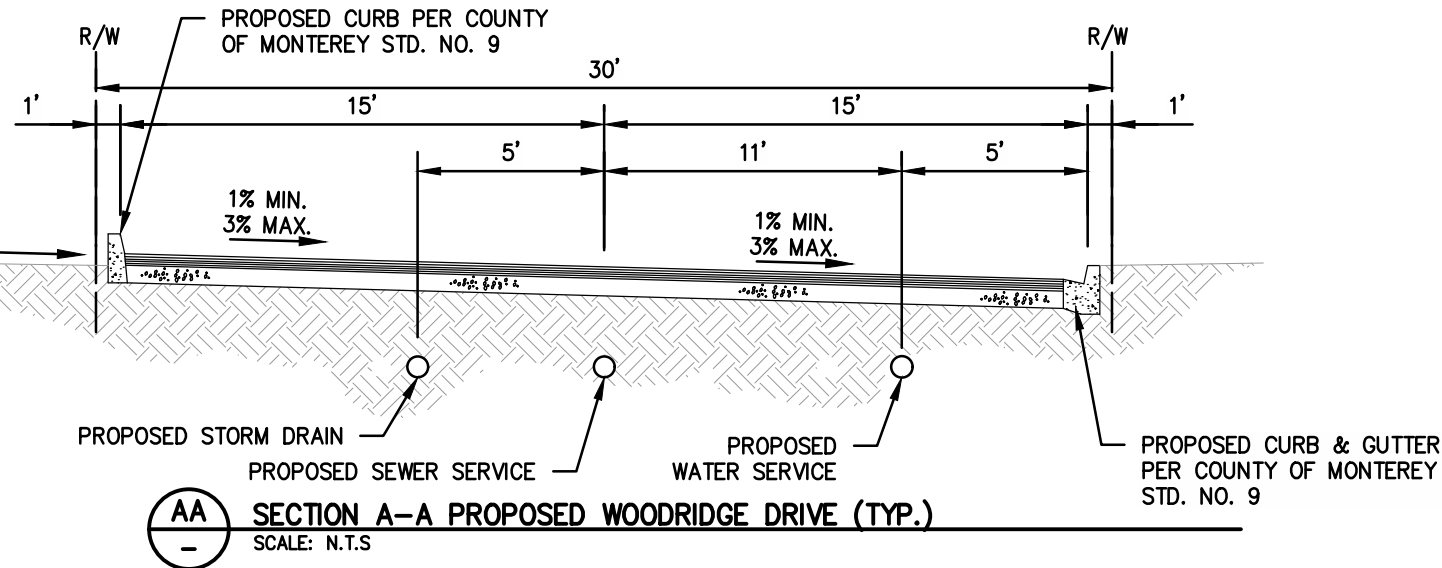 PROPOSED CURB PER COUNTY
OF MONTEREY STD. NO. 9
R/W
R/W
30'
1'
15'
15'
1'
5'
11'
5'
1% MIN.
3% MAX.
1% MIN.
3% MAX.
PROPOSED STORM DRAIN
PROPOSED SEWER SERVICE
PROPOSED
WATER SERVICE
PROPOSED CURB & GUTTER
PER COUNTY OF MONTEREY
STD. NO. 9
AA
–
SECTION A–A PROPOSED WOODRIDGE DRIVE (TYP.)
SCALE: N.T.S